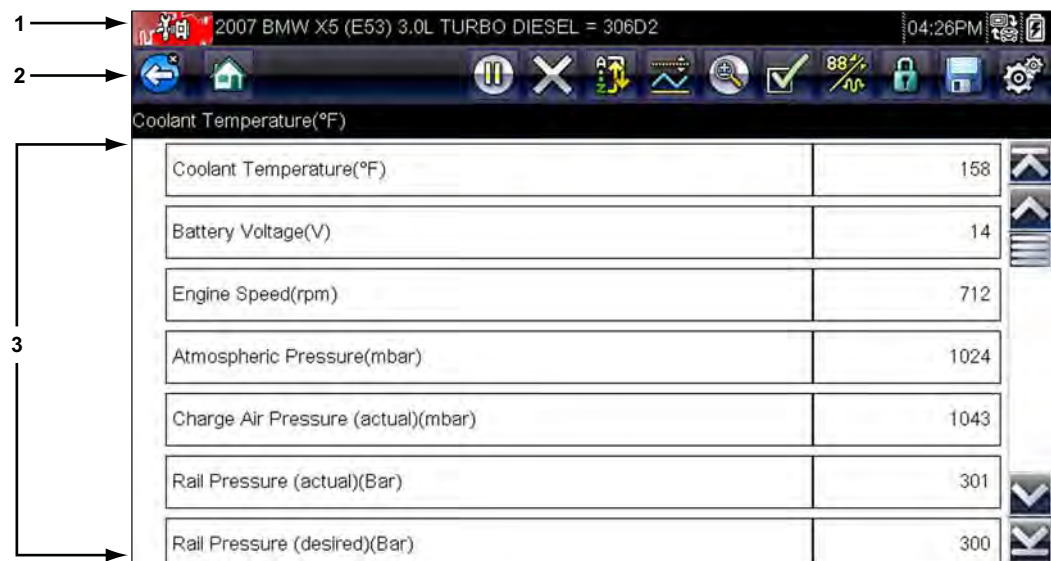 1
2007 BMW X5 (E53) 3.0L TURBO DIESEL = 306D2 04:26PM
2
Coolant Temperature(°F)
3
Coolant Temperature(°F) 158
Battery Voltage(V) 14
Engine Speed(rpm) 712
Atmospheric Pressure(mbar) 1024
Charge Air Pressure (actual)(mbar) 1043
Rail Pressure (actual)(Bar) 301
Rail Pressure (desired)(Bar) 300